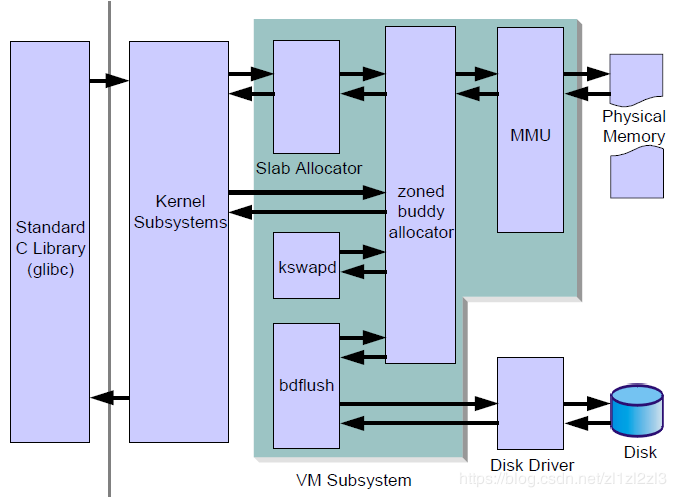 Standard
C Library
(glibc)
Kernel
Subsystems
Slab Allocator
zoned
buddy
allocator
MMU
Physical
Memory
kswapd
bdflush
Disk Driver
Disk
VM Subsystem
https://blog.csdn.net/zl1zl2zl3